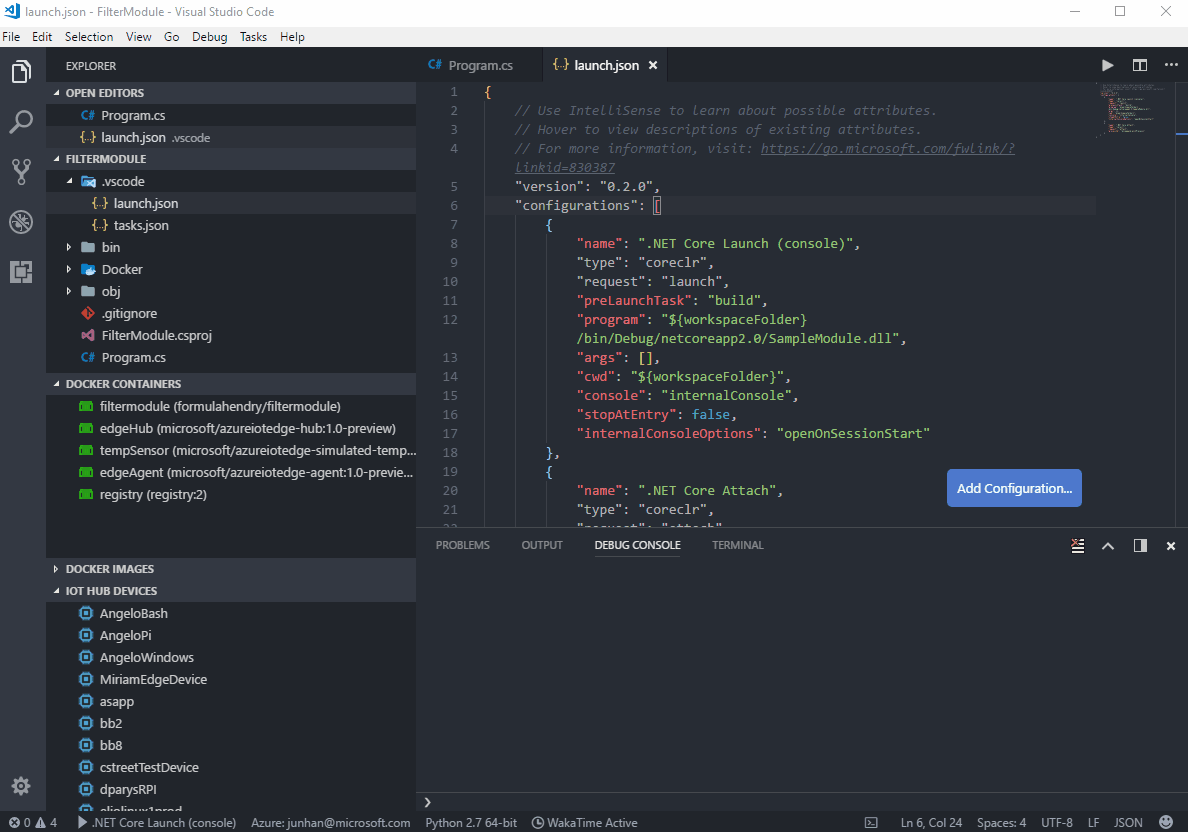 launch.json - FilterModule - Visual Studio Code
File Edit Selection View Go Debug Tasks Help
EXPLORER
OPEN EDITORS
C# Program.cs
{..} launch.json .vscode
FILTERMODULE
.vscode
{..} launch.json
{..} tasks.json
bin
Docker
obj
.gitignore
FilterModule.csproj
C# Program.cs
DOCKER CONTAINERS
filtermodule (formulahendry/filtermodule)
edgeHub (microsoft/azureiotedge-hub:1.0-preview)
tempSensor (microsoft/azureiotedge-simulated-temp...
edgeAgent (microsoft/azureiotedge-agent:1.0-previe...
registry (registry:2)
DOCKER IMAGES
IOT HUB DEVICES
AngeloBash
AngeloPi
AngeloWindows
MiriamEdgeDevice
asapp
bb2
bb8
cstreetTestDevice
dparysRPI
eliolinux1prod
C# Program.cs {..} launch.json
1 {
2 // Use IntelliSense to learn about possible attributes.
3 // Hover to view descriptions of existing attributes.
4 // For more information, visit: https://go.microsoft.com/fwlink/?
linkid=830387
5 "version": "0.2.0",
6 "configurations": [
7 {
8 "name": ".NET Core Launch (console)",
9 "type": "coreclr",
10 "request": "launch",
11 "preLaunchTask": "build",
12 "program": "${workspaceFolder}
/bin/Debug/netcoreapp2.0/SampleModule.dll",
13 "args": [],
14 "cwd": "${workspaceFolder}",
15 "console": "internalConsole",
16 "stopAtEntry": false,
17 "internalConsoleOptions": "openOnSessionStart"
18 },
19 {
20 "name": ".NET Core Attach",
21 "type": "coreclr",
22 "request": "attach",
Add Configuration...
PROBLEMS OUTPUT DEBUG CONSOLE TERMINAL
0 4 .NET Core Launch (console) Azure: junhan@microsoft.com Python 2.7 64-bit WakaTime Active Ln 6, Col 24 Spaces: 4 UTF-8 LF JSON